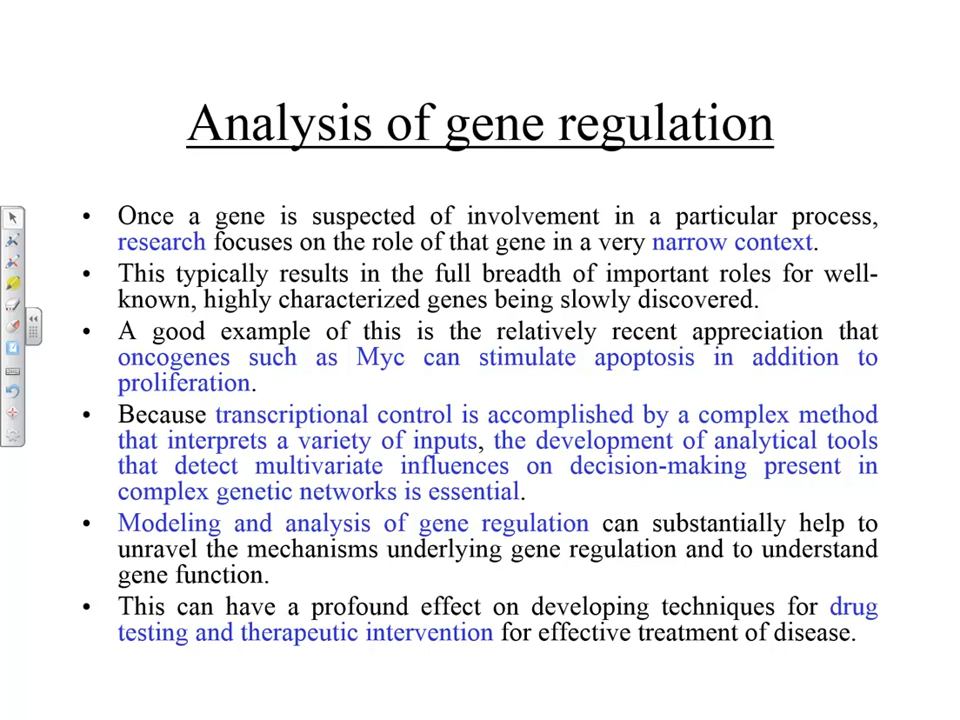 Analysis of gene regulation
• Once a gene is suspected of involvement in a particular process,
research focuses on the role of that gene in a very narrow context.
• This typically results in the full breadth of important roles for well-
known, highly characterized genes being slowly discovered.
• A good example of this is the relatively recent appreciation that
oncogenes such as Myc can stimulate apoptosis in addition to
proliferation.
• Because transcriptional control is accomplished by a complex method
that interprets a variety of inputs, the development of analytical tools
that detect multivariate influences on decision-making present in
complex genetic networks is essential.
• Modeling and analysis of gene regulation can substantially help to
unravel the mechanisms underlying gene regulation and to understand
gene function.
• This can have a profound effect on developing techniques for drug
testing and therapeutic intervention for effective treatment of disease.